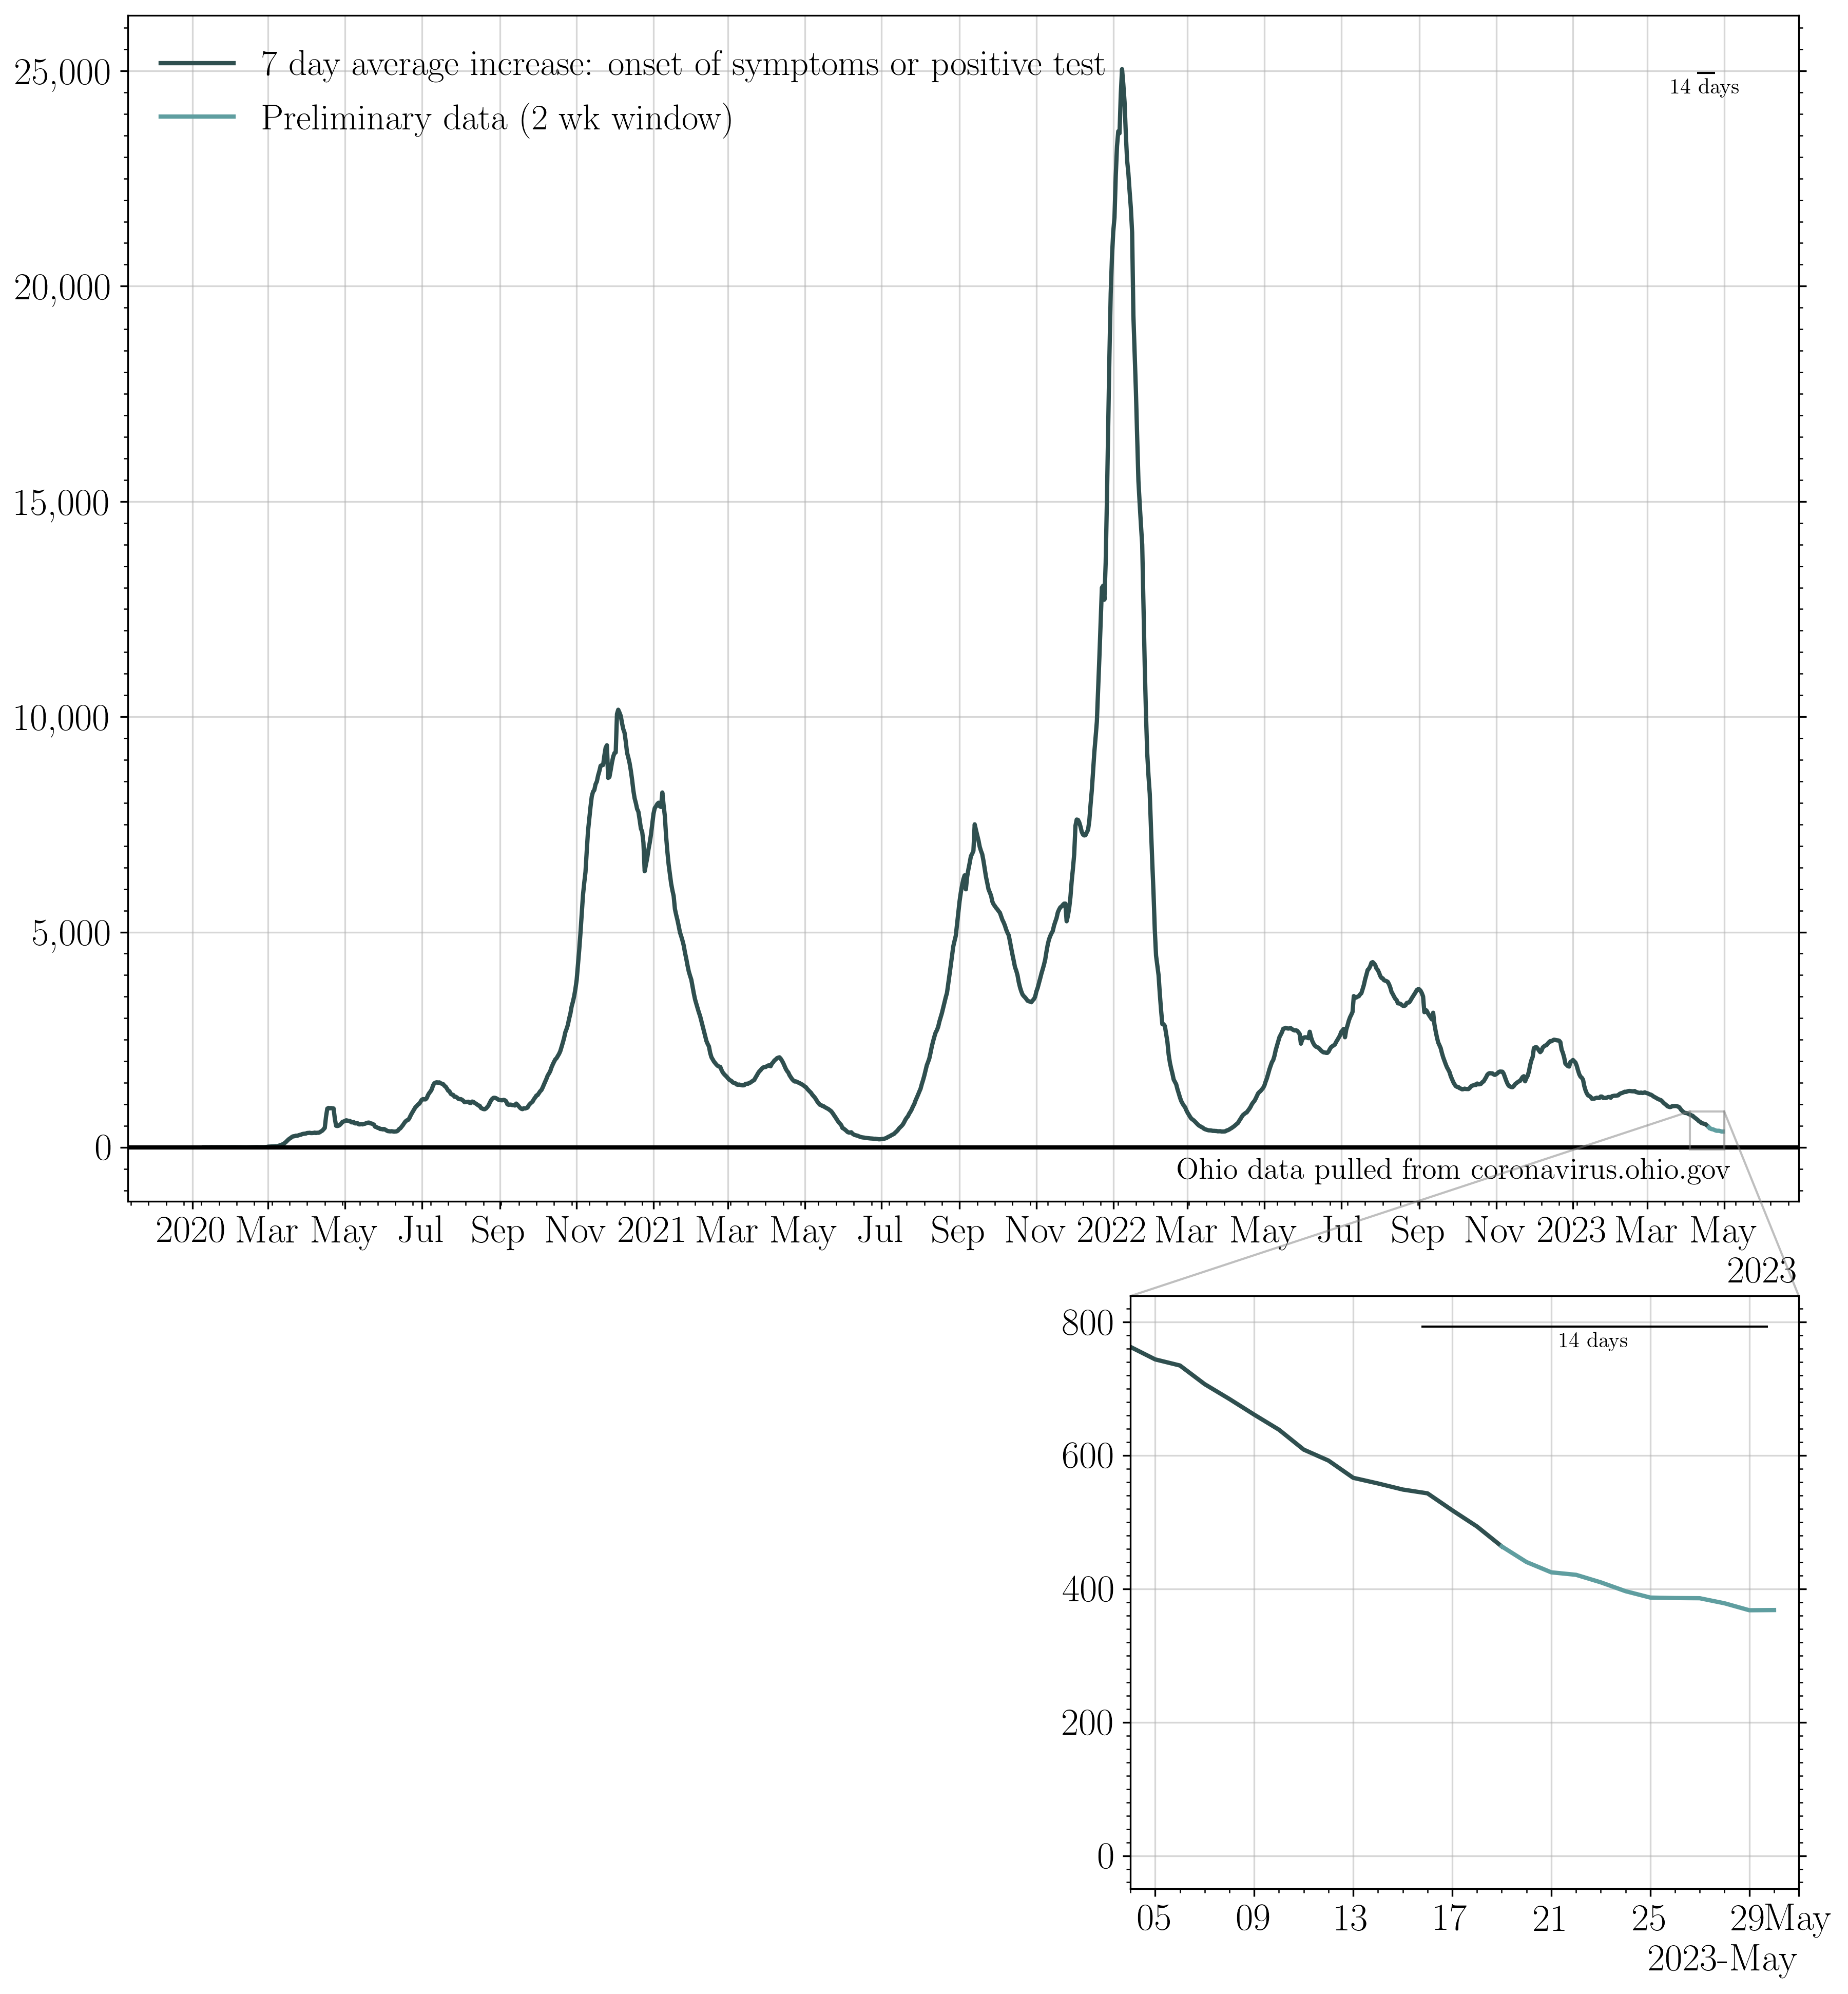 7 day average increase: onset of symptoms or positive test
Preliminary data (2 wk window)
14 days
25,000
20,000
15,000
10,000
5,000
0
Ohio data pulled from coronavirus.ohio.gov
2020 Mar May Jul Sep Nov 2021 Mar May Jul Sep Nov 2022 Mar May Jul Sep Nov 2023 Mar May
2023
14 days
800
600
400
200
0
05 09 13 17 21 25 29 May
2023-May